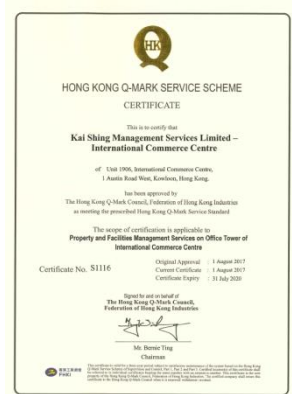 HK
HONG KONG Q-MARK SERVICE SCHEME
CERTIFICATE
This is to certify that
Kai Shing Management Services Limited –
International Commerce Centre
of Unit 1906, International Commerce Centre,
1 Austin Road West, Kowloon, Hong Kong.
has been approved by
The Hong Kong Q-Mark Council, Federation of Hong Kong Industries
as meeting the prescribed Hong Kong Q-Mark Service Standard
The scope of certification is applicable to
Property and Facilities Management Services on Office Tower of
International Commerce Centre
Certificate No. S1116
Original Approval : 1 August 2017
Current Certificate : 1 August 2017
Certificate Expiry : 31 July 2020
Signed for and on behalf of
The Hong Kong Q-Mark Council,
Federation of Hong Kong Industries
Mr. Bernie Ting
Chairman